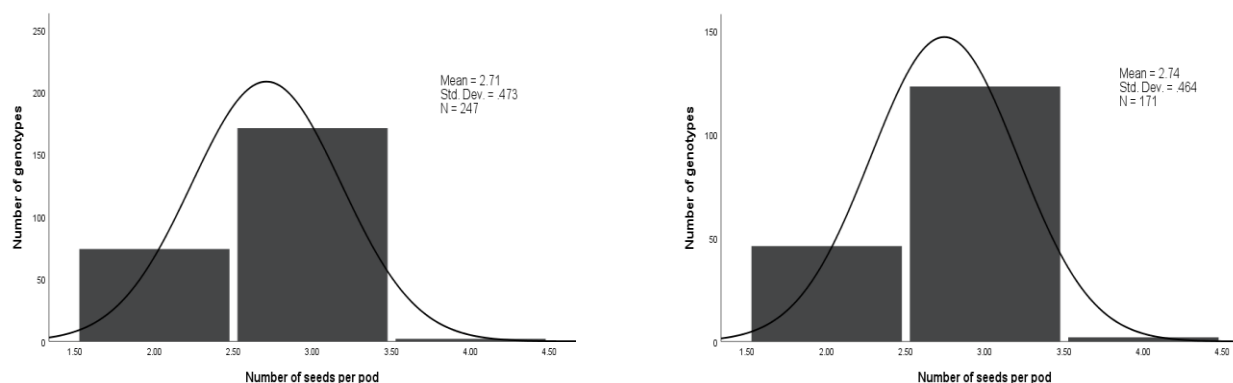 250
200
150
100
50
0
Number of genotypes
Mean = 2.71
Std. Dev. = .473
N = 247
1.50 2.00 2.50 3.00 3.50 4.00 4.50
Number of seeds per pod
150
100
50
0
Number of genotypes
Mean = 2.74
Std. Dev. = .464
N = 171
1.50 2.00 2.50 3.00 3.50 4.00 4.50
Number of seeds per pod